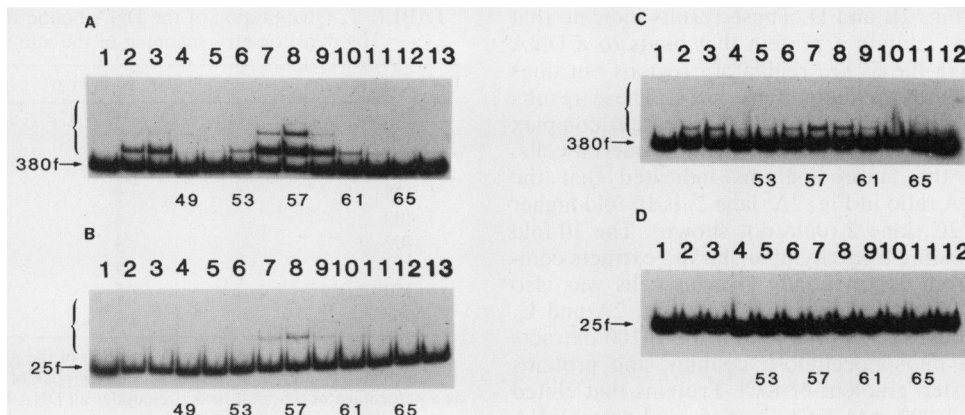 A
1 2 3 4 5 6 7 8 9 10 11 12 13
380f→
49 53 57 61 65
B
1 2 3 4 5 6 7 8 9 10 11 12 13
25f→
49 53 57 61 65
C
1 2 3 4 5 6 7 8 9 10 11 12
380f→
53 57 61 65
D
1 2 3 4 5 6 7 8 9 10 11 12
25f→
53 57 61 65